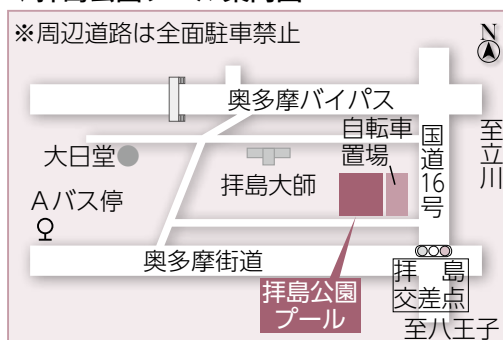 ※周辺道路は全面駐車禁止
N
奥多摩バイパス
自転車
置場
国道16号
至立川
大日堂
拝島大師
Aバス停
奥多摩街道
拝島
交差点
拝島公園
プール
至八王子